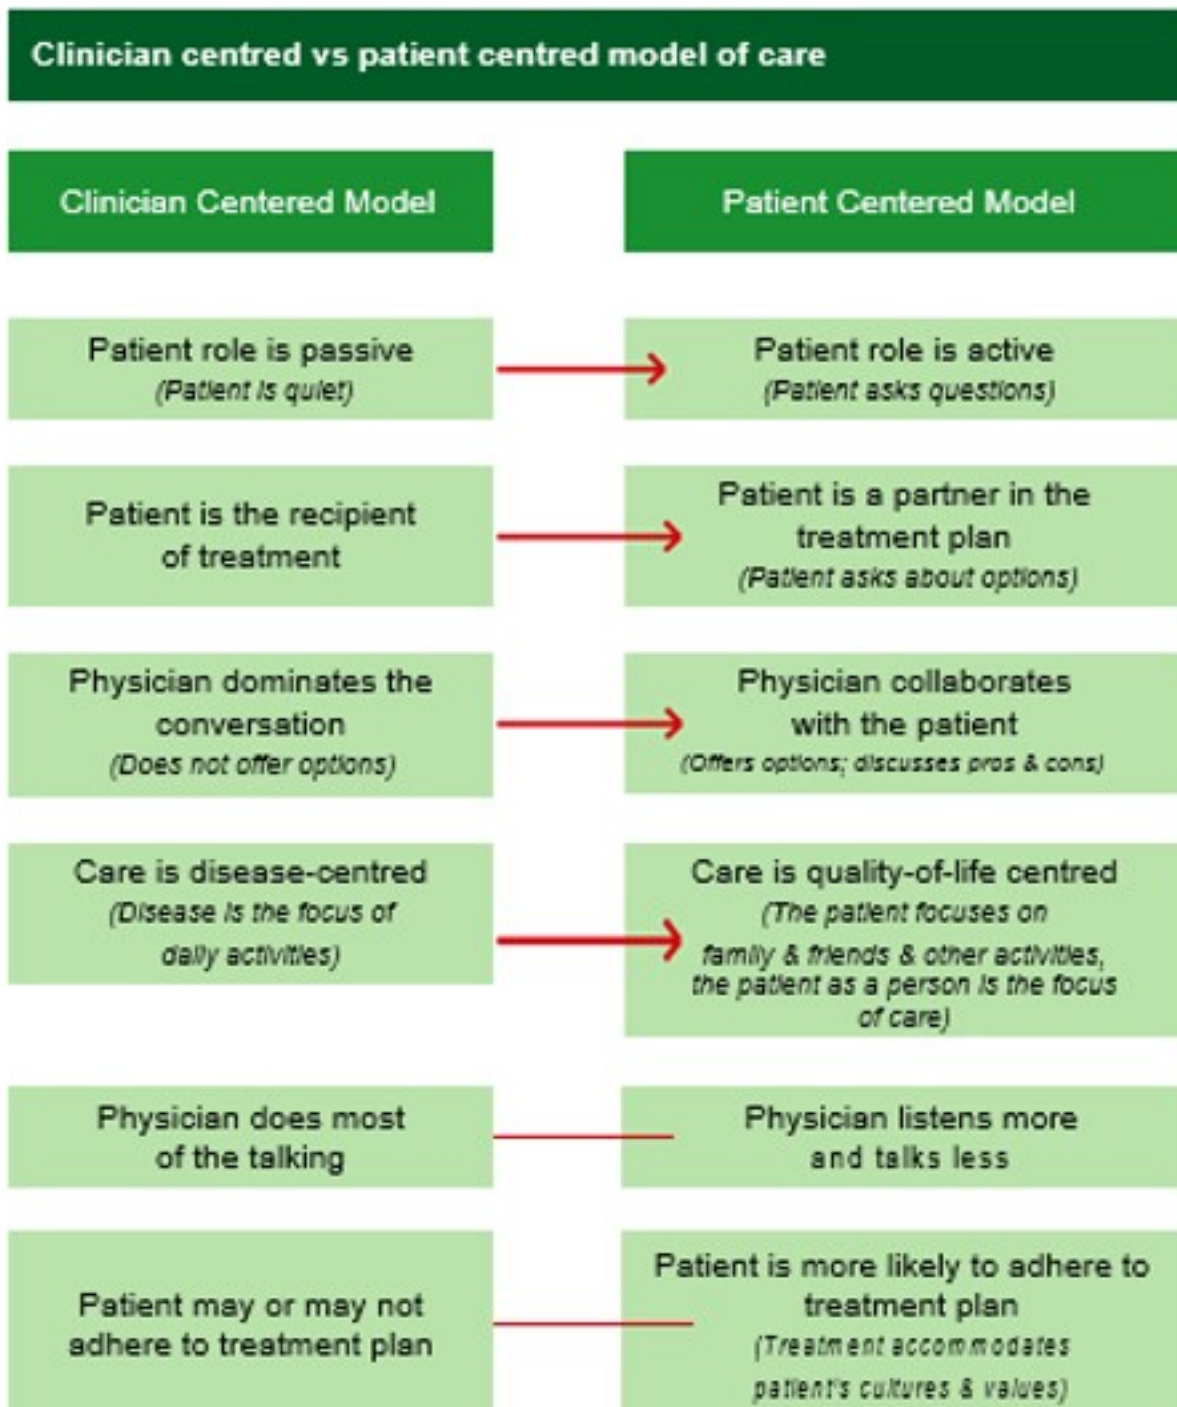 Clinician centred vs patient centred model of care
Clinician Centered Model
Patient Centered Model
Patient role is passive
(Patient is quiet)
Patient role is active
(Patient asks questions)
Patient is the recipient
of treatment
Patient is a partner in the
treatment plan
(Patient asks about options)
Physician dominates the
conversation
(Does not offer options)
Physician collaborates
with the patient
(Offers options; discusses pros & cons)
Care is disease-centred
(Disease is the focus of
daily activities)
Care is quality-of-life centred
(The patient focuses on
family & friends & other activities,
the patient as a person is the focus
of care)
Physician does most
of the talking
Physician listens more
and talks less
Patient may or may not
adhere to treatment plan
Patient is more likely to adhere to
treatment plan
(Treatment accommodates
patient's cultures & values)